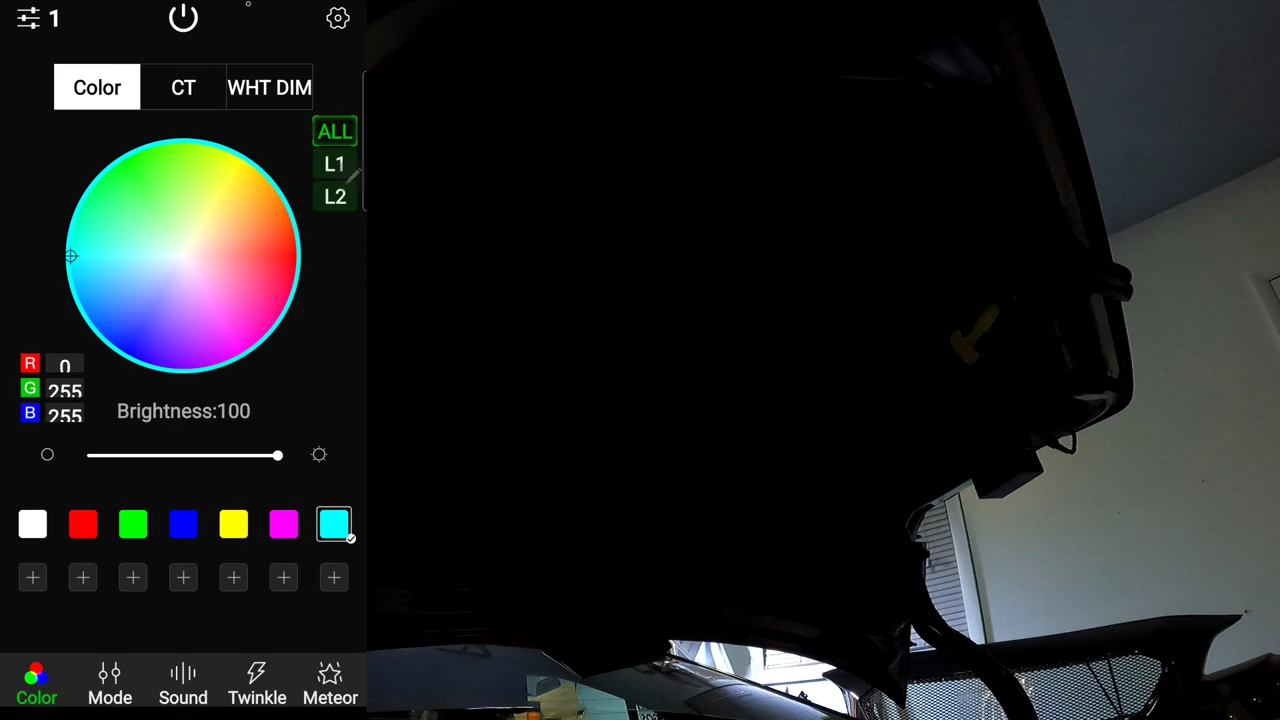 1
Color CT WHT DIM
ALL
L1
L2
R 0
G 255
B 255
Brightness:100
Color Mode Sound Twinkle Meteor